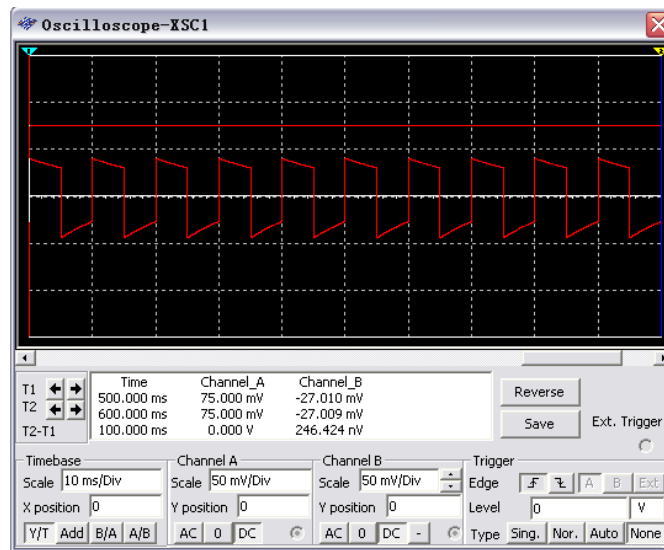 Oscilloscope-XSC1
1
2
Time Channel_A Channel_B
T1 500.000 ms 75.000 mV -27.010 mV
T2 600.000 ms 75.000 mV -27.009 mV
T2-T1 100.000 ms 0.000 V 246.424 nV
Reverse
Save
Ext. Trigger
Timebase Channel A Channel B Trigger
Scale 10 ms/Div Scale 50 mV/Div Scale 50 mV/Div Edge A B Ext
X position 0 Y position 0 Y position 0 Level 0 V
Y/T Add B/A A/B AC 0 DC AC 0 DC - Type Sing. Nor. Auto None